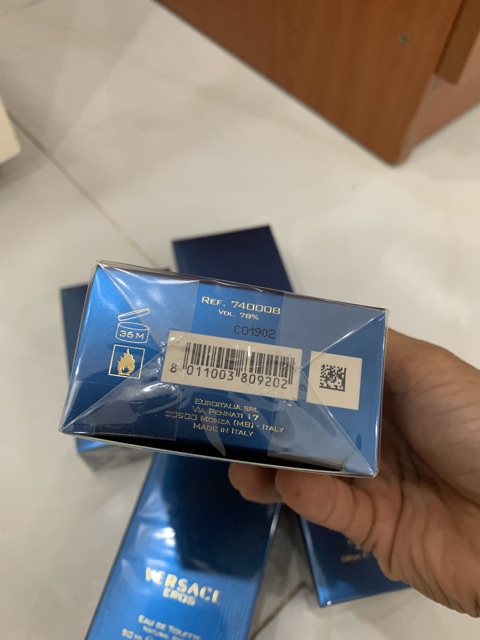 REF. 740008
VOL. 78%
CO1902
36M
8 011003 809202
EUROITALIA SRL
VIA PENNATI 17
20900 MONZA (MB) - ITALY
MADE IN ITALY
VERSACE
EROS
EAU DE TOILETTE